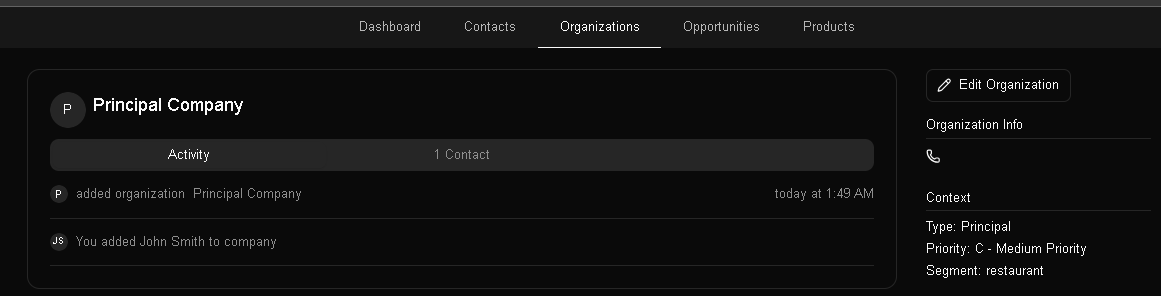 Dashboard Contacts Organizations Opportunities Products
P Principal Company
Activity 1 Contact
P added organization Principal Company today at 1:49 AM
JS You added John Smith to company
Edit Organization
Organization Info
Context
Type: Principal
Priority: C - Medium Priority
Segment: restaurant